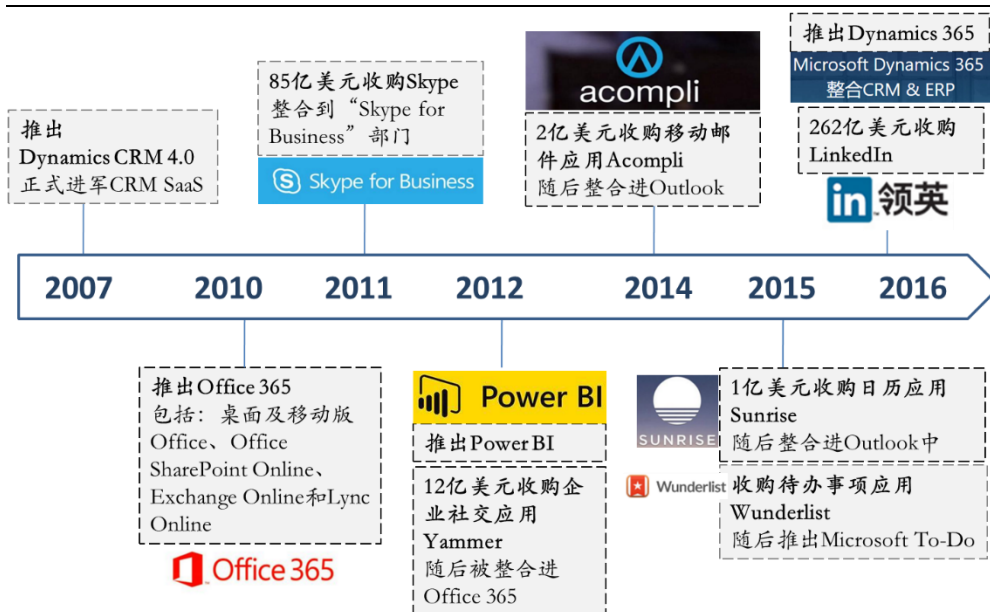 推出
Dynamics CRM 4.0
正式进军CRM SaaS
85亿美元收购Skype
整合到“Skype for
Business”部门
Skype for Business
acompli
2亿美元收购移动邮
件应用Acompli
随后整合进Outlook
推出Dynamics 365
Microsoft Dynamics 365
整合CRM & ERP
262亿美元收购
LinkedIn
in 领英
2007 2010 2011 2012 2014 2015 2016
推出Office 365
包括：桌面及移动版
Office、Office
SharePoint Online、
Exchange Online和Lync
Online
Office 365
Power BI
推出Power BI
12亿美元收购企
业社交应用
Yammer
随后被整合进
Office 365
SUNRISE
1亿美元收购日历应用
Sunrise
随后整合进Outlook中
Wunderlist
收购待办事项应用
Wunderlist
随后推出Microsoft To-Do